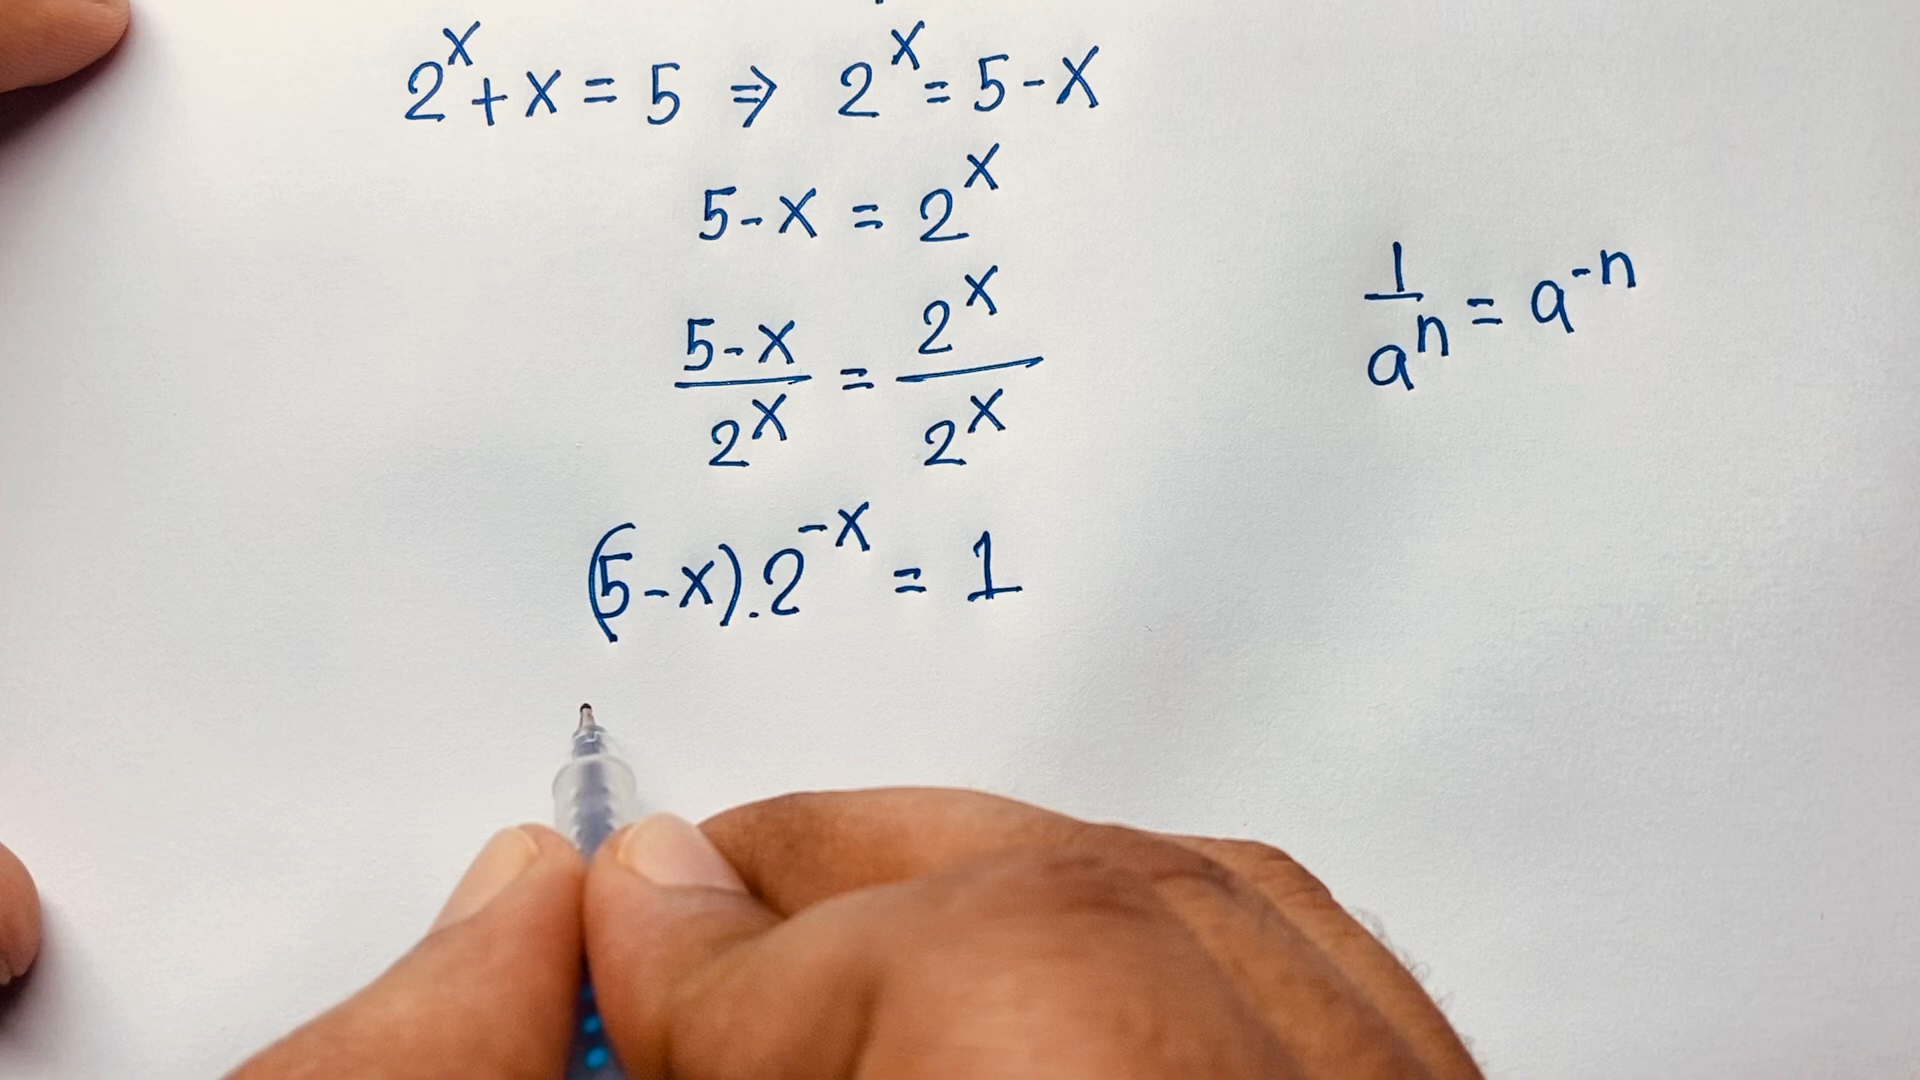 2^x + x = 5 ⇒ 2^x = 5 - x
5 - x = 2^x
(5 - x)/2^x = 2^x/2^x
1/a^n = a^-n
(5 - x) . 2^-x = 1